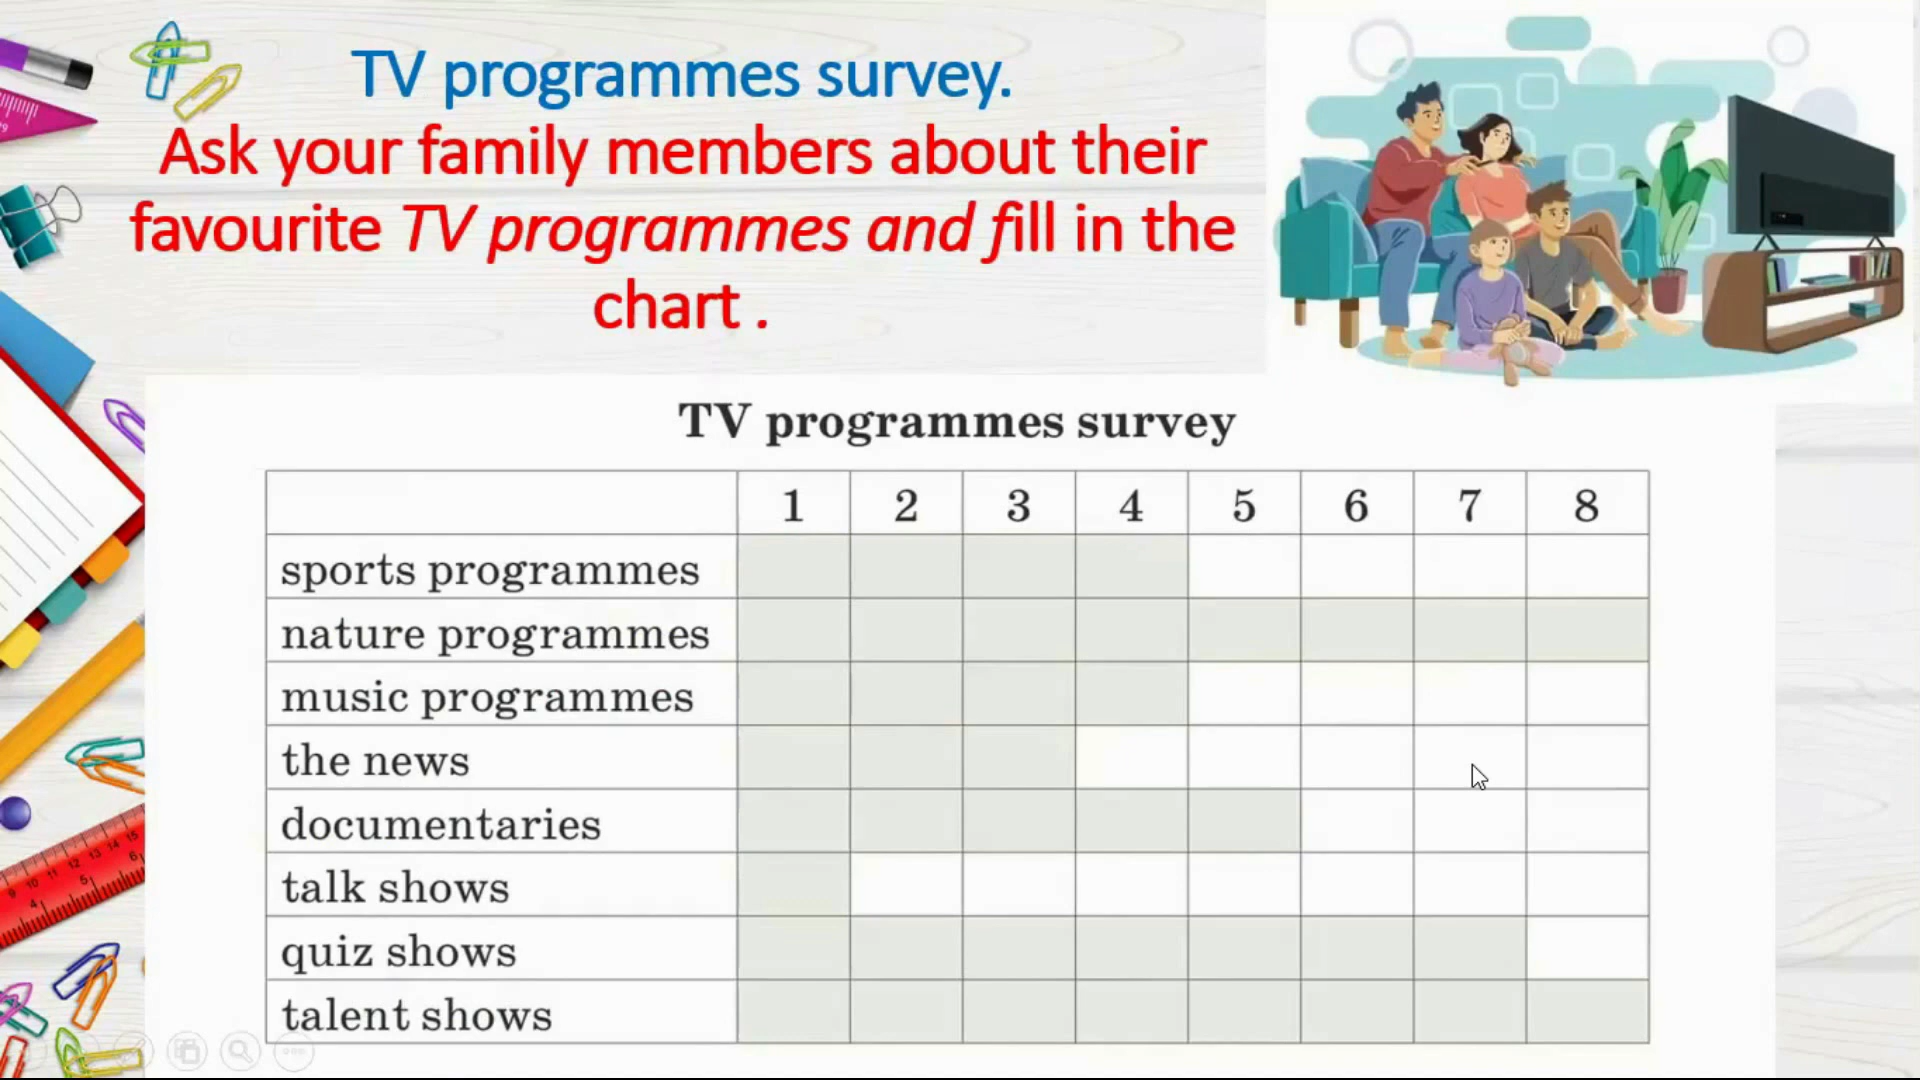 TV programmes survey.
Ask your family members about their
favourite TV programmes and fill in the
chart .
TV programmes survey
1 2 3 4 5 6 7 8
sports programmes
nature programmes
music programmes
the news
documentaries
talk shows
quiz shows
talent shows